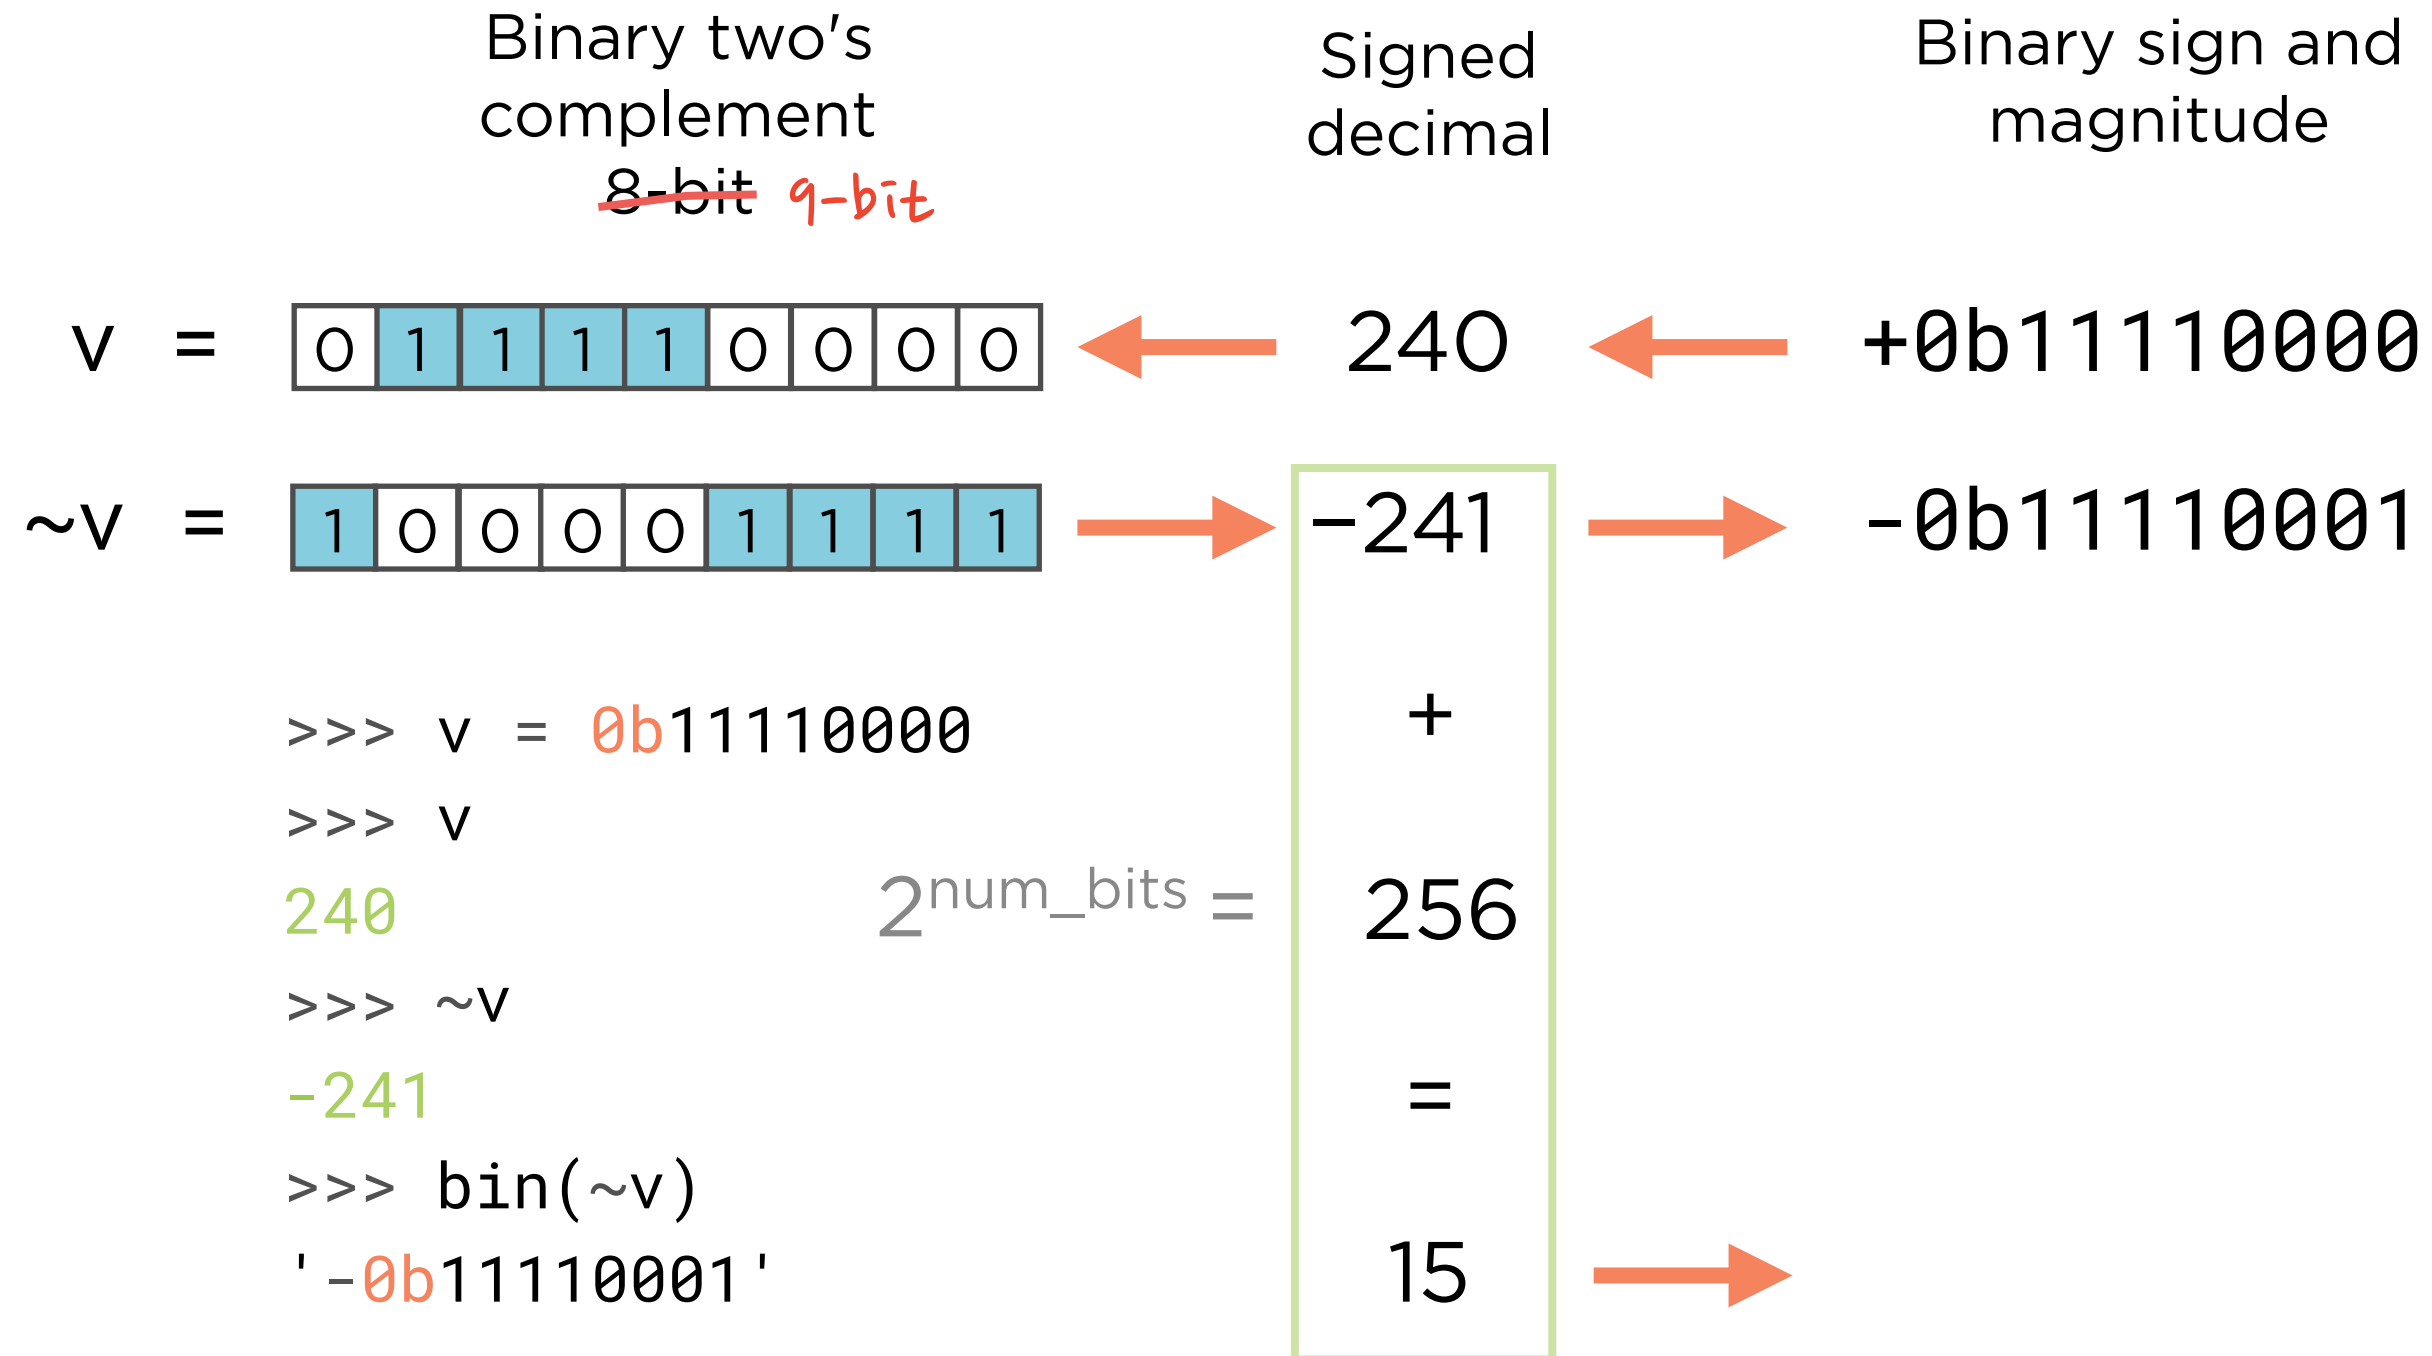 Binary two's
complement
8-bit 9-bit
Signed
decimal
Binary sign and
magnitude
v = 0 1 1 1 1 0 0 0 0 240 +0b11110000
~v = 1 0 0 0 0 1 1 1 1 −241 -0b11110001
+
>>> v = 0b11110000
>>> v
240
2^num_bits = 256
>>> ~v
-241
=
>>> bin(~v)
'-0b11110001'
15